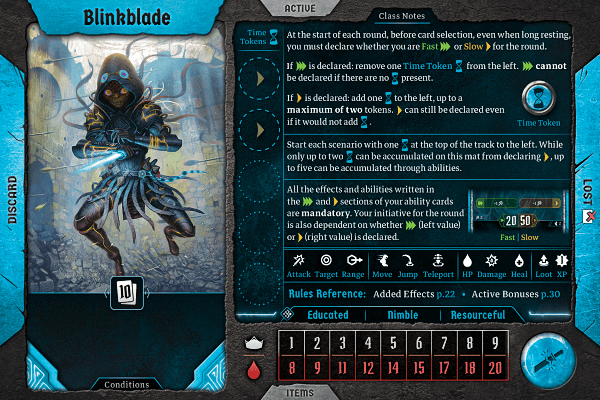 ACTIVE
Blinkblade
Class Notes
Time
Tokens
At the start of each round, before card selection, even when long resting,
you must declare whether you are Fast or Slow for the round.
If is declared: remove one Time Token from the left. cannot
be declared if there are no present.
If is declared: add one to the left, up to a
maximum of two tokens. can still be declared even
if it would not add .
Time Token
Start each scenario with one at the top of the track to the left. While
only up to two can be accumulated on this mat from declaring , up
to five can be accumulated through abilities.
All the effects and abilities written in
the and sections of your ability cards
are mandatory. Your initiative for the round
is also dependent on whether (left value)
or (right value) is declared.
20 50
Fast | Slow
Attack Target Range Move Jump Teleport HP Damage Heal Loot XP
Rules Reference: Added Effects p.22 • Active Bonuses p.30
Educated Nimble Resourceful
10
DISCARD
LOST
Conditions
1 2 3 4 5 6 7 8 9
8 9 11 12 14 15 17 18 20
ITEMS